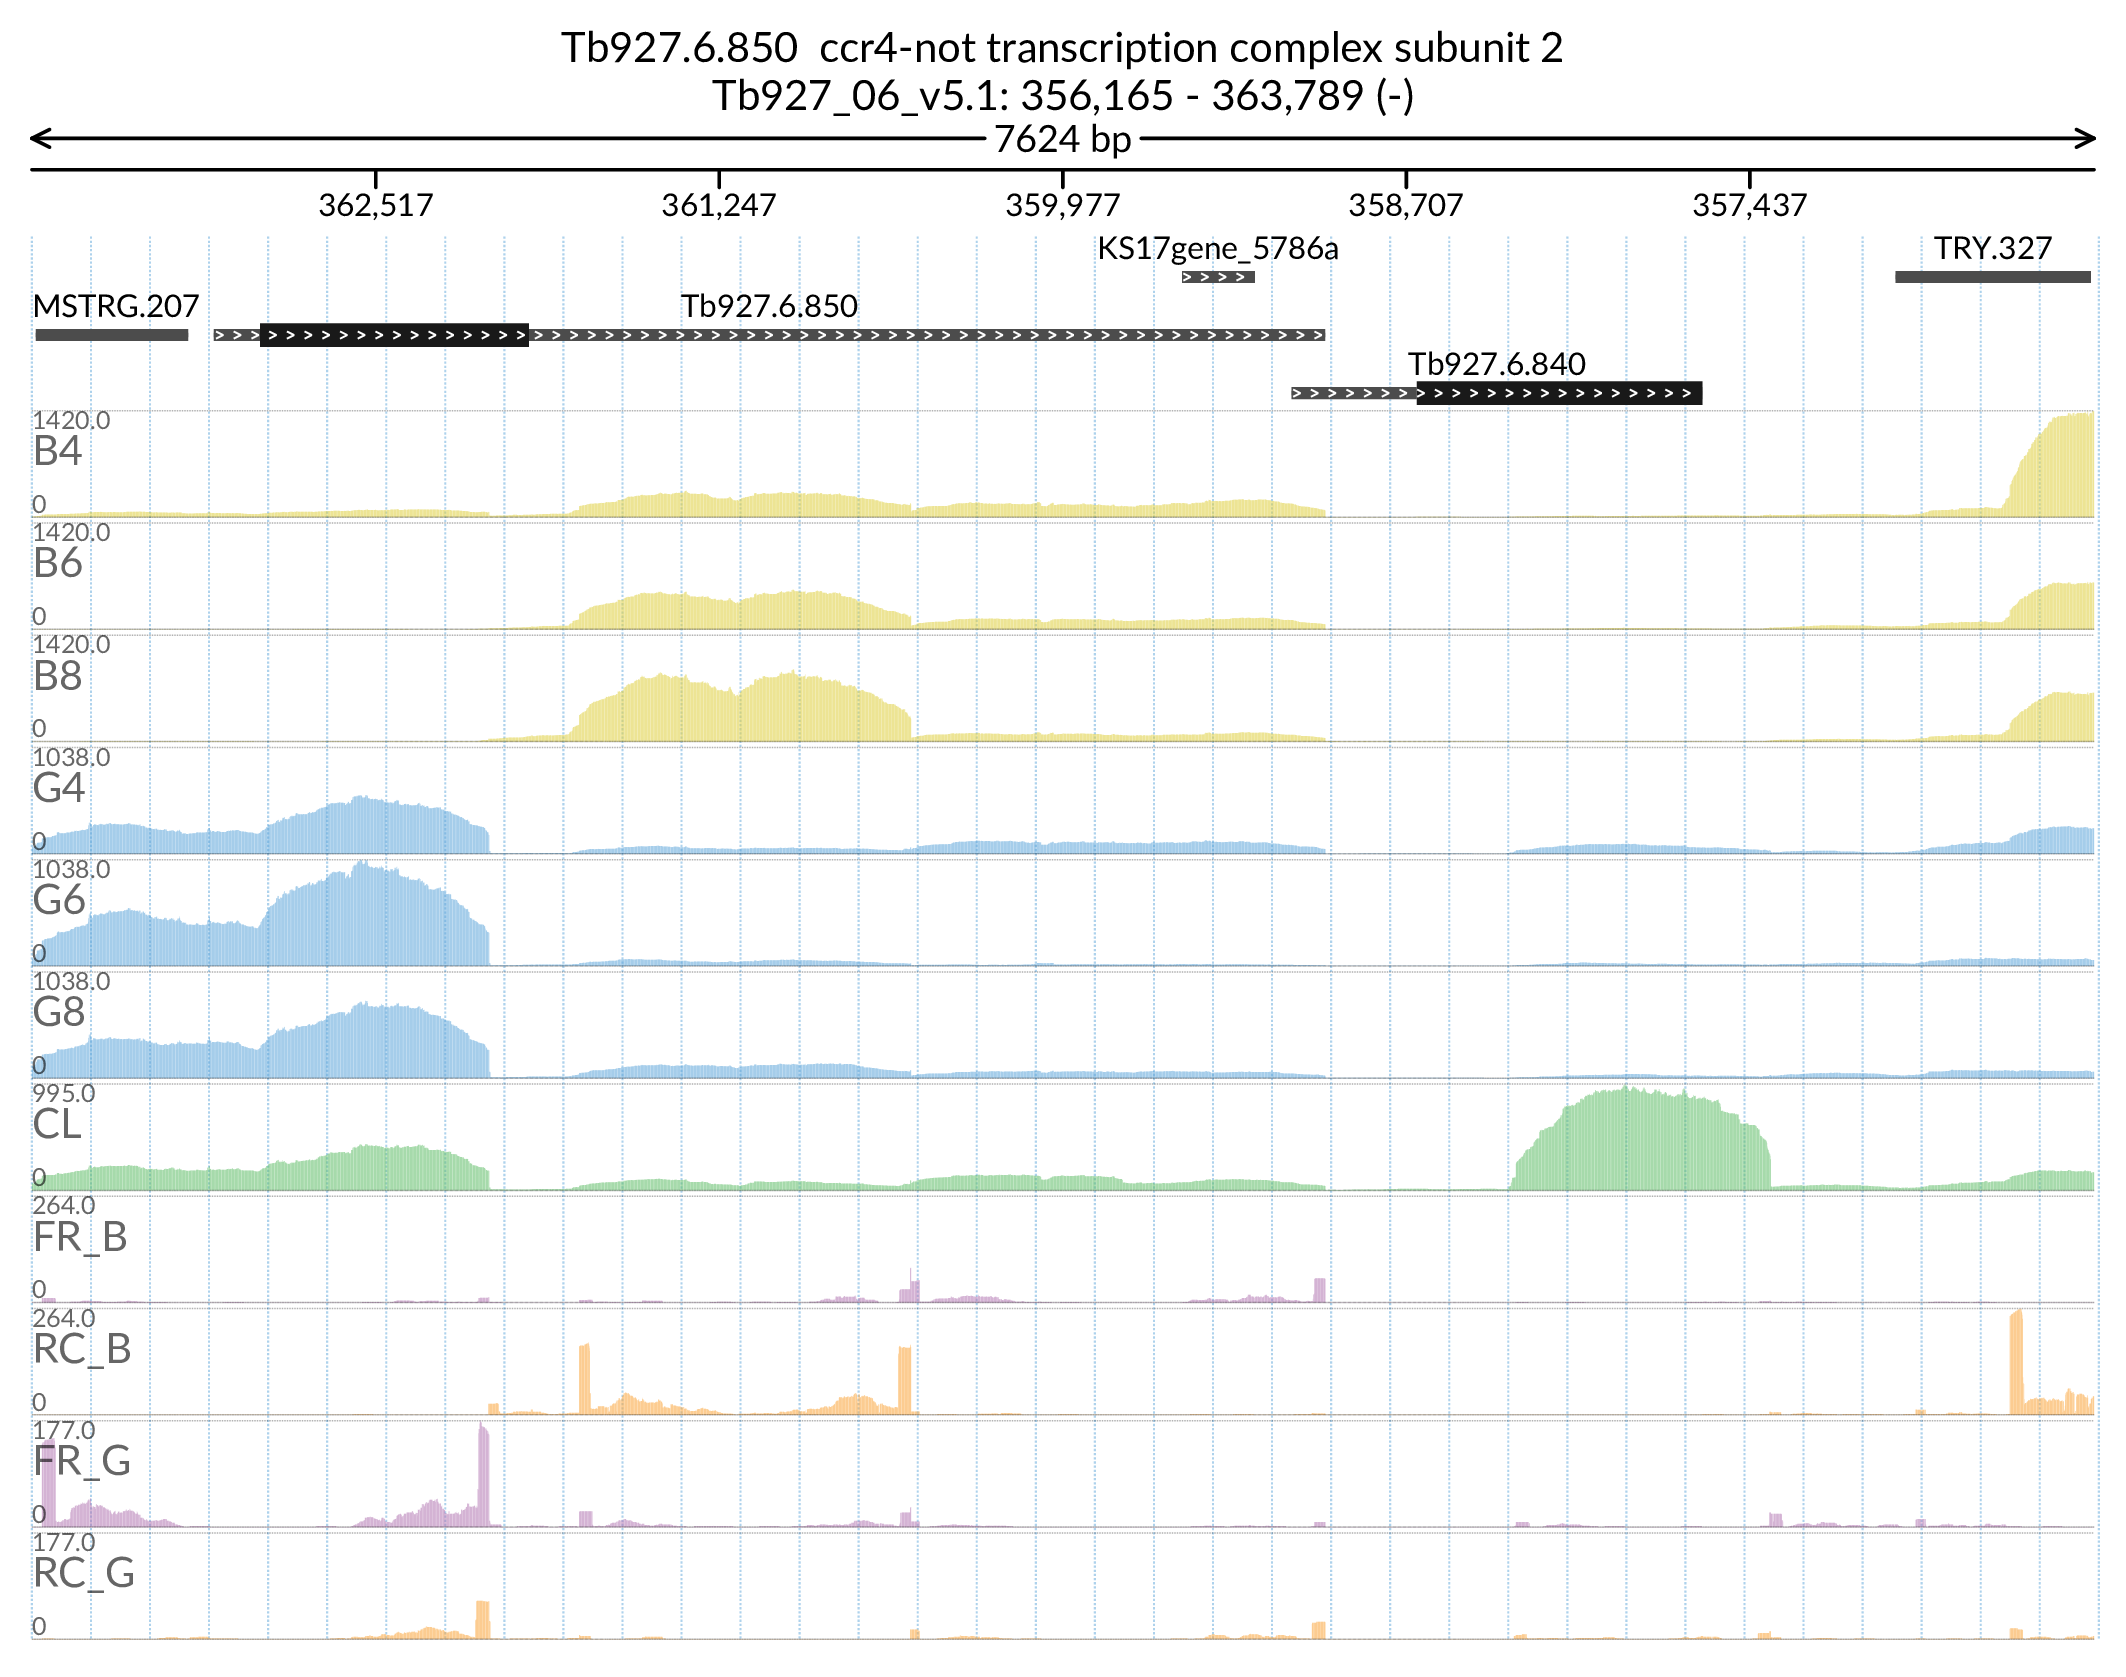 Tb927.6.850  ccr4-not transcription complex subunit 2
Tb927_06_v5.1: 356,165 - 363,789 (-)
7624 bp
362,517 361,247 359,977 358,707 357,437
KS17gene_5786a TRY.327
MSTRG.207 Tb927.6.850
Tb927.6.840
1420.0
B4
0
1420.0
B6
0
1420.0
B8
0
1038.0
G4
0
1038.0
G6
0
1038.0
G8
0
995.0
CL
0
264.0
FR_B
0
264.0
RC_B
0
177.0
FR_G
0
177.0
RC_G
0